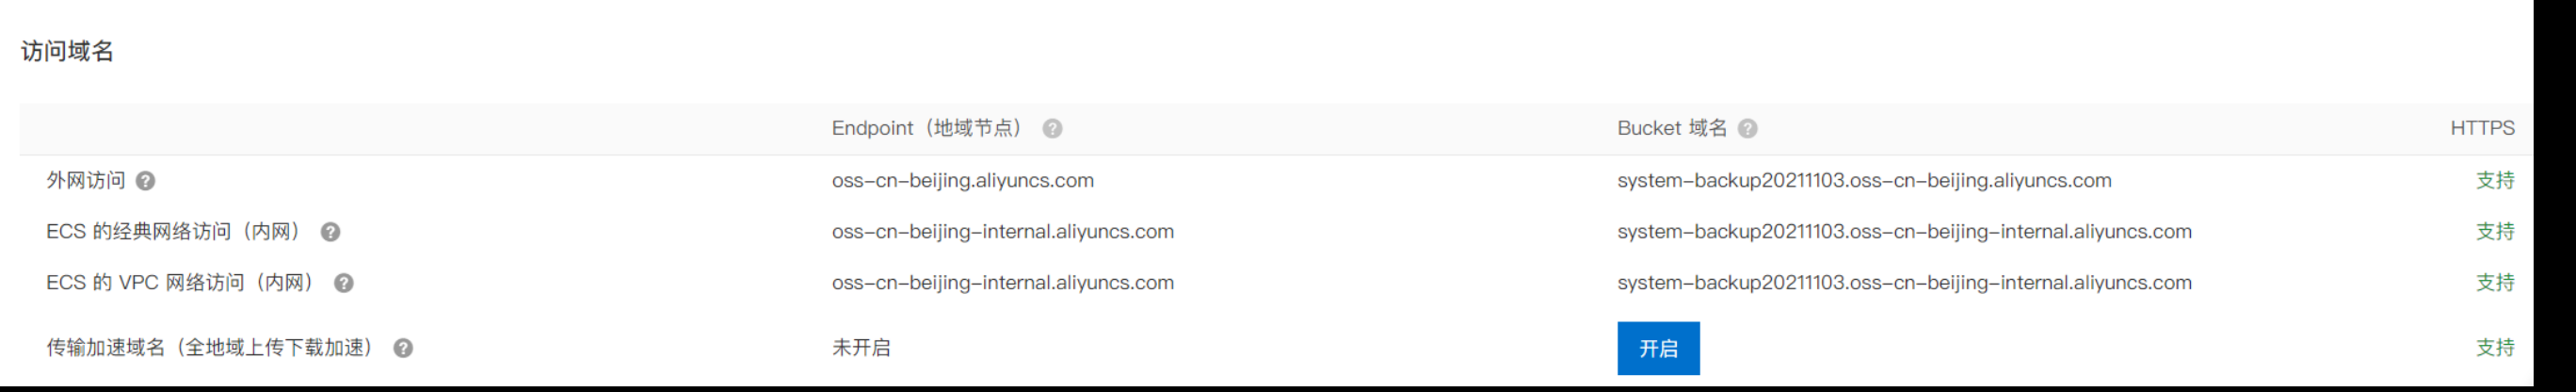 访问域名
Endpoint（地域节点） Bucket 域名 HTTPS
外网访问 oss-cn-beijing.aliyuncs.com system-backup20211103.oss-cn-beijing.aliyuncs.com 支持
ECS 的经典网络访问（内网） oss-cn-beijing-internal.aliyuncs.com system-backup20211103.oss-cn-beijing-internal.aliyuncs.com 支持
ECS 的 VPC 网络访问（内网） oss-cn-beijing-internal.aliyuncs.com system-backup20211103.oss-cn-beijing-internal.aliyuncs.com 支持
传输加速域名（全地域上传下载加速） 未开启 开启 支持